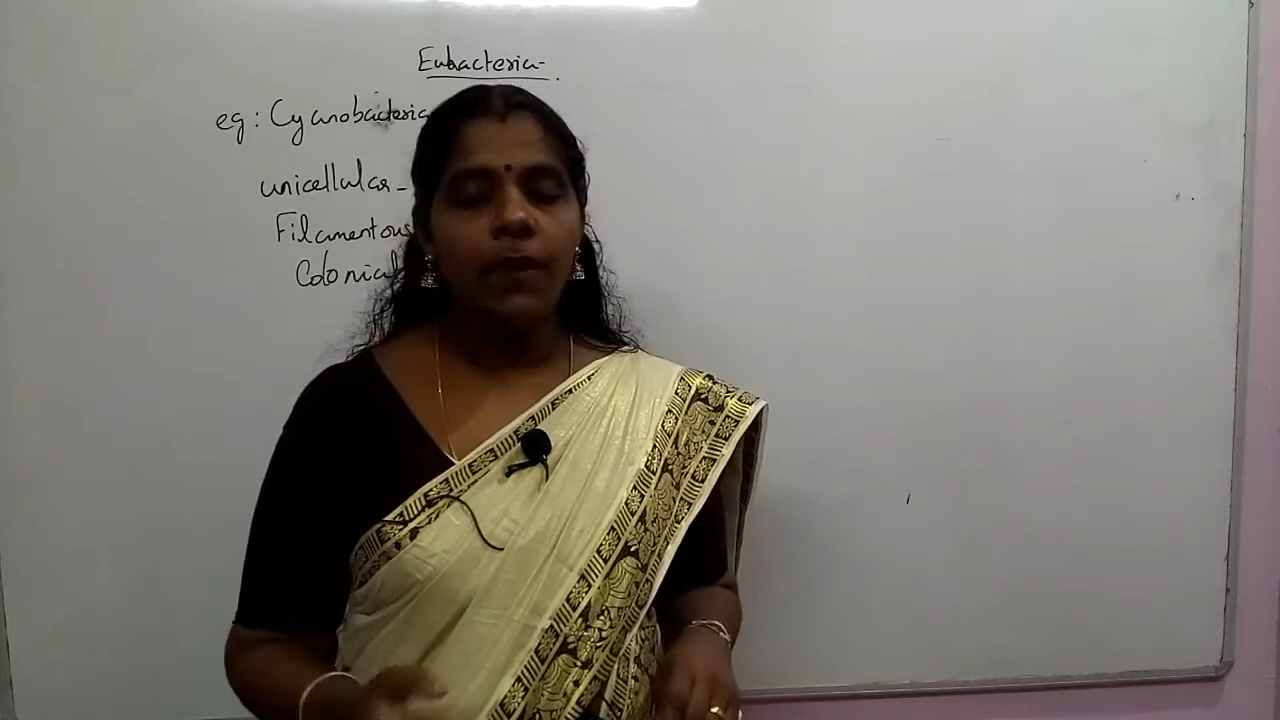 Eubacteria
eg: Cyanobacteria
unicellular -
Filamentous
Colonial